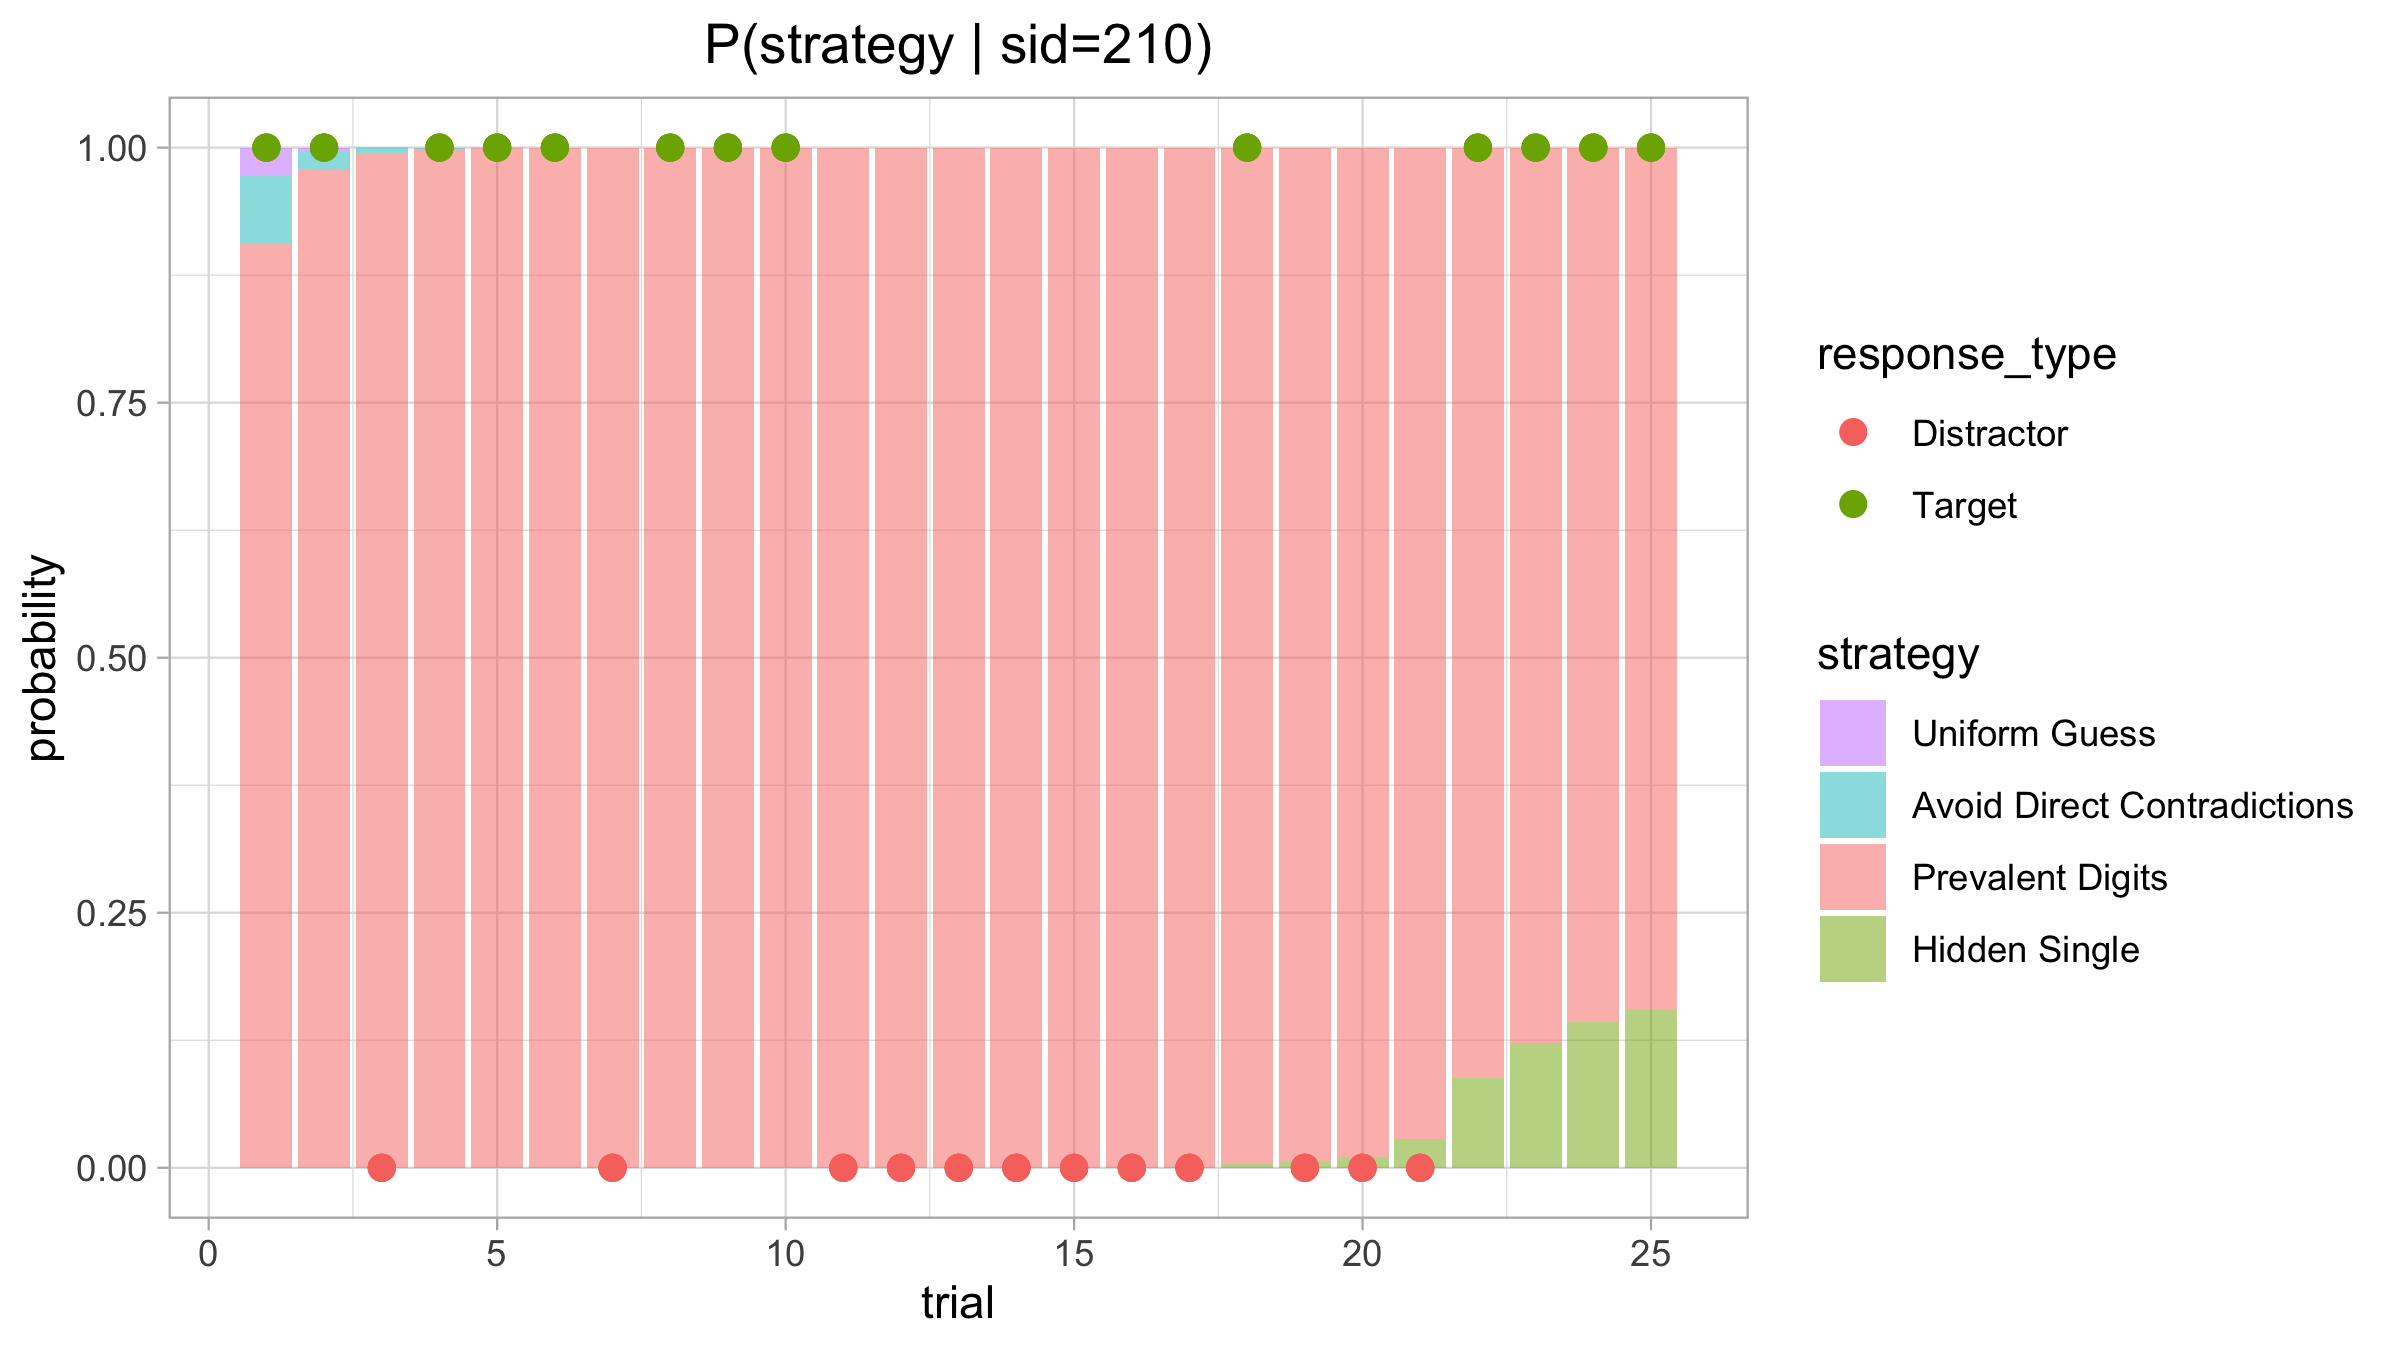 P(strategy | sid=210)
probability
1.00
0.75
0.50
0.25
0.00
0 5 10 15 20 25
trial
response_type
Distractor
Target
strategy
Uniform Guess
Avoid Direct Contradictions
Prevalent Digits
Hidden Single